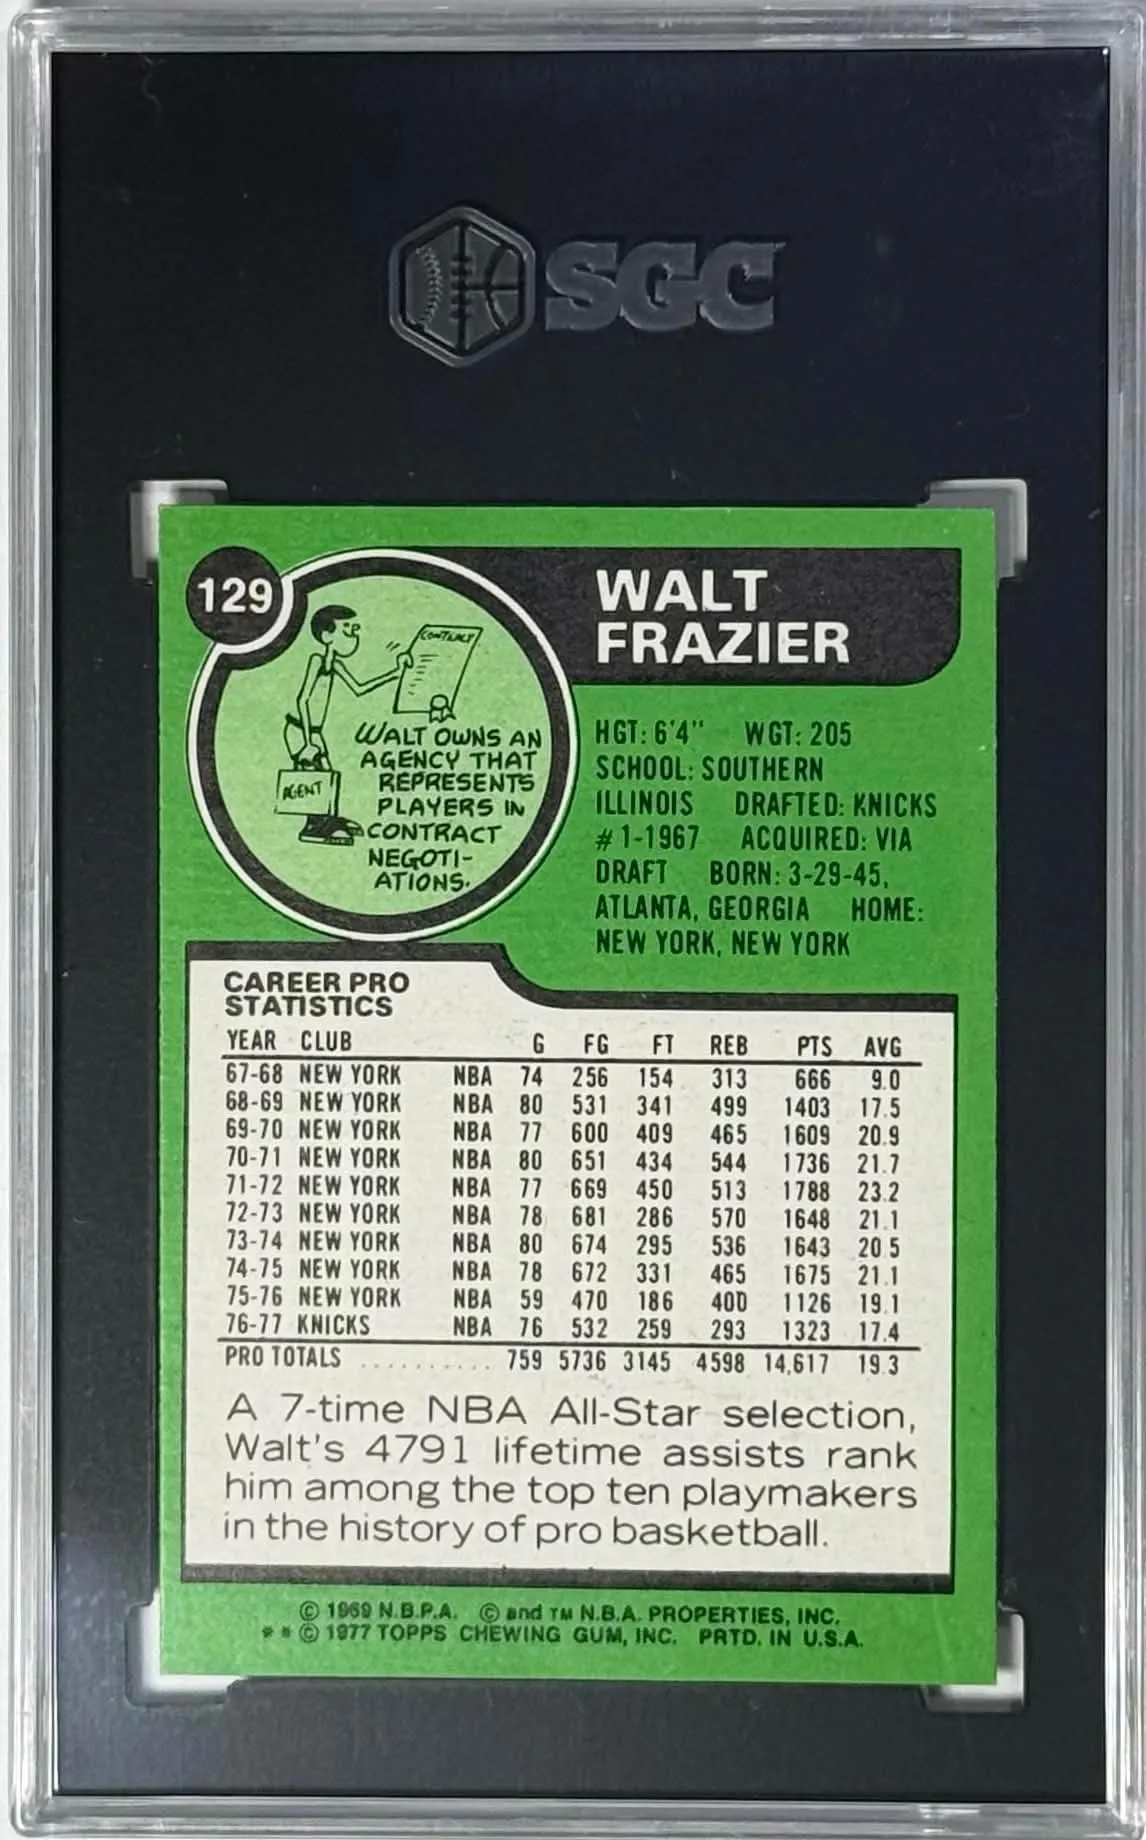 SGC
129
WALT
FRAZIER
CONTRACT
AGENT
WALT OWNS AN
AGENCY THAT
REPRESENTS
PLAYERS IN
CONTRACT
NEGOTI-
ATIONS.
HGT: 6'4" WGT: 205
SCHOOL: SOUTHERN
ILLINOIS DRAFTED: KNICKS
#1-1967 ACQUIRED: VIA
DRAFT BORN: 3-29-45,
ATLANTA, GEORGIA HOME:
NEW YORK, NEW YORK
CAREER PRO
STATISTICS
YEAR CLUB G FG FT REB PTS AVG
67-68 NEW YORK NBA 74 256 154 313 666 9.0
68-69 NEW YORK NBA 80 531 341 499 1403 17.5
69-70 NEW YORK NBA 77 600 409 465 1609 20.9
70-71 NEW YORK NBA 80 651 434 544 1736 21.7
71-72 NEW YORK NBA 77 669 450 513 1788 23.2
72-73 NEW YORK NBA 78 681 286 570 1648 21.1
73-74 NEW YORK NBA 80 674 295 536 1643 20.5
74-75 NEW YORK NBA 78 672 331 465 1675 21.1
75-76 NEW YORK NBA 59 470 186 400 1126 19.1
76-77 KNICKS NBA 76 532 259 293 1323 17.4
PRO TOTALS .......... 759 5736 3145 4598 14,617 19.3
A 7-time NBA All-Star selection,
Walt's 4791 lifetime assists rank
him among the top ten playmakers
in the history of pro basketball.
© 1969 N.B.P.A. © and TM N.B.A. PROPERTIES, INC.
* * © 1977 TOPPS CHEWING GUM, INC. PRTD. IN U.S.A.